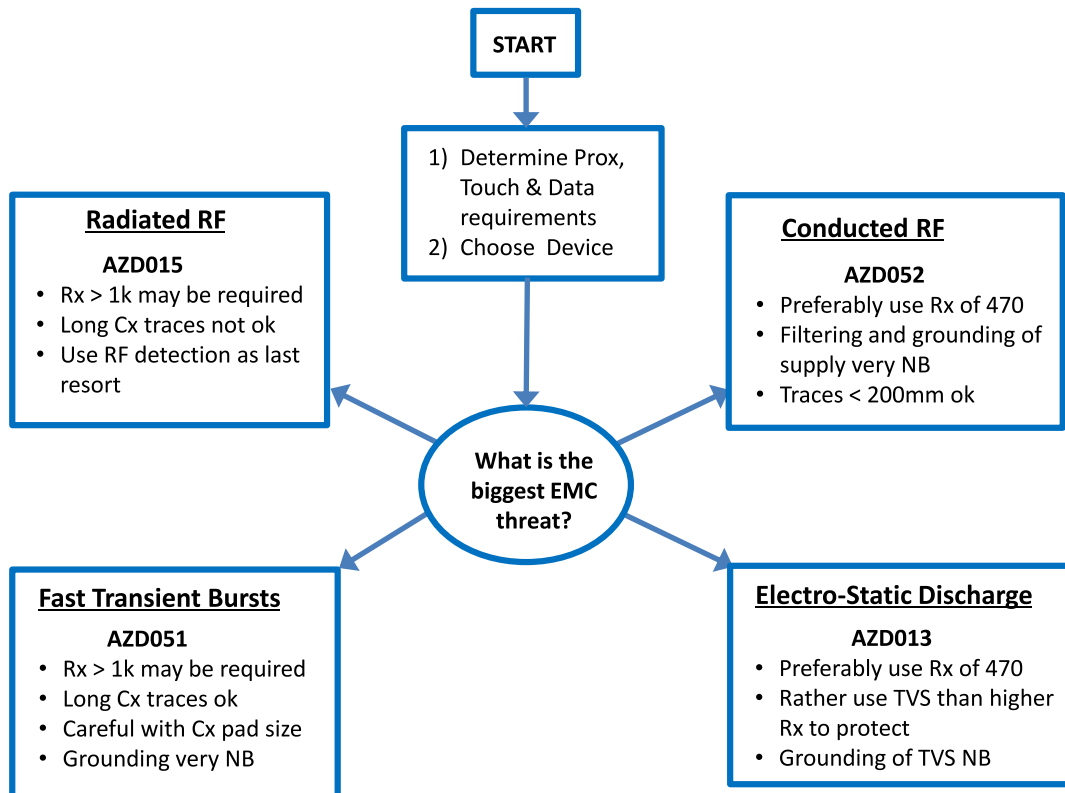 START
1) Determine Prox,
Touch & Data
requirements
2) Choose Device
Radiated RF
AZD015
• Rx > 1k may be required
• Long Cx traces not ok
• Use RF detection as last
resort
Conducted RF
AZD052
• Preferably use Rx of 470
• Filtering and grounding of
supply very NB
• Traces < 200mm ok
What is the
biggest EMC
threat?
Fast Transient Bursts
AZD051
• Rx > 1k may be required
• Long Cx traces ok
• Careful with Cx pad size
• Grounding very NB
Electro-Static Discharge
AZD013
• Preferably use Rx of 470
• Rather use TVS than higher
Rx to protect
• Grounding of TVS NB